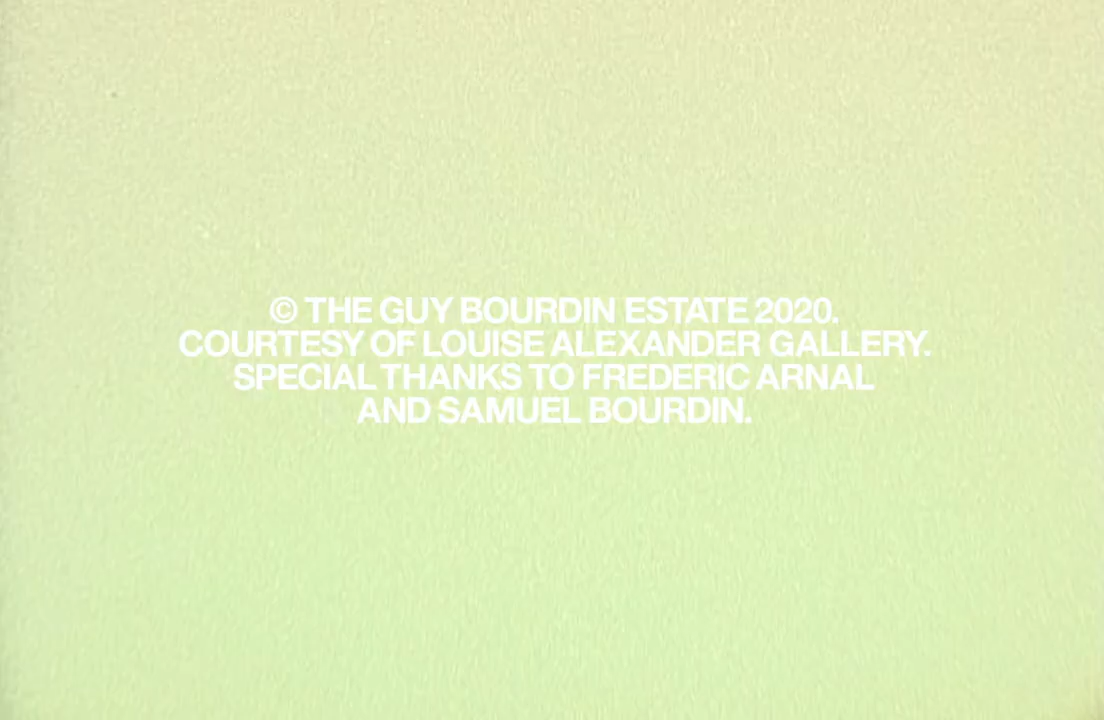 © THE GUY BOURDIN ESTATE 2020.
COURTESY OF LOUISE ALEXANDER GALLERY.
SPECIAL THANKS TO FREDERIC ARNAL
AND SAMUEL BOURDIN.